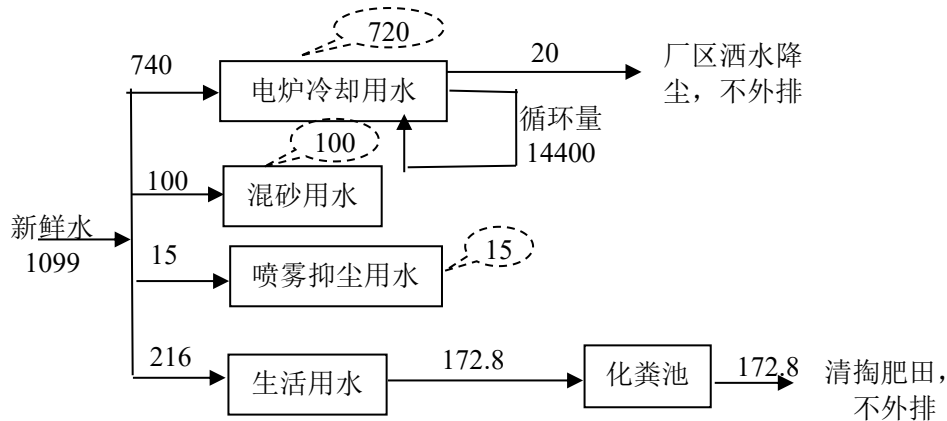 720
740
20
厂区洒水降
尘，不外排
电炉冷却用水
循环量
14400
100
100
混砂用水
新鲜水
1099
15
15
喷雾抑尘用水
216
172.8
172.8
生活用水
化粪池
清掏肥田，
不外排